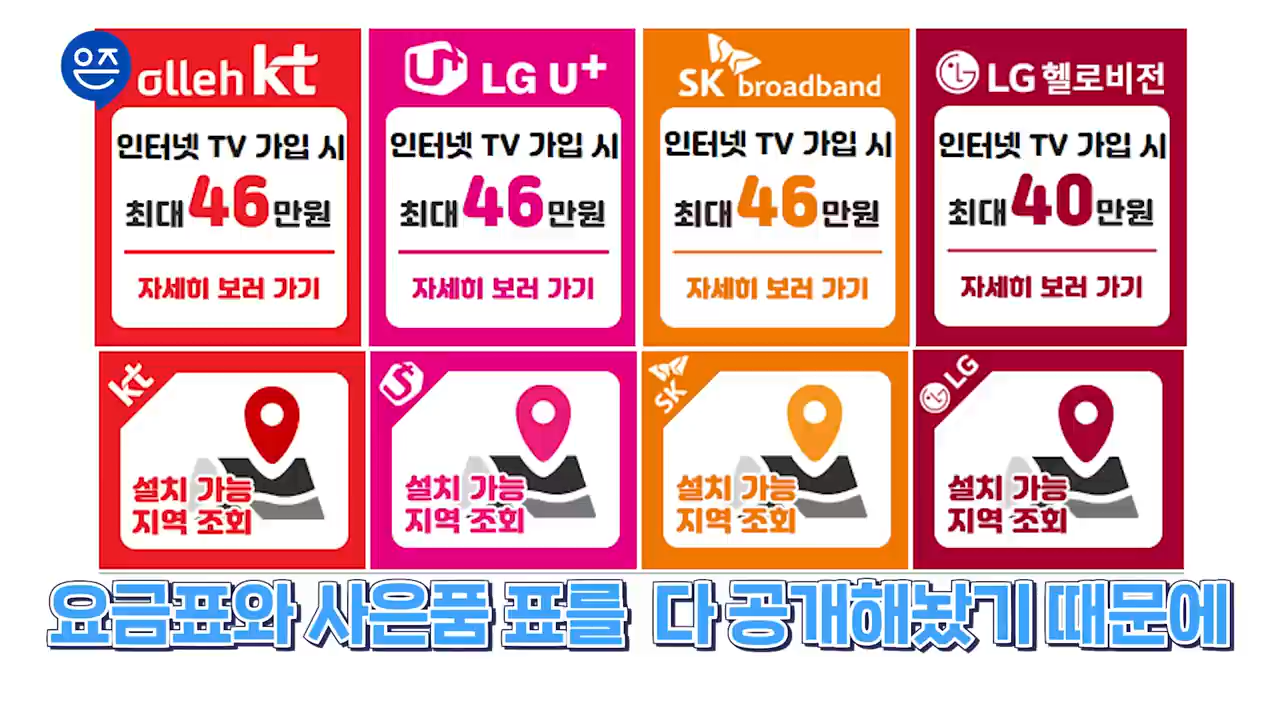 요즈
olleh kt
인터넷 TV 가입 시
최대 46만원
자세히 보러 가기
U+ LG U+
인터넷 TV 가입 시
최대 46만원
자세히 보러 가기
SK broadband
인터넷 TV 가입 시
최대 46만원
자세히 보러 가기
LG 헬로비전
인터넷 TV 가입 시
최대 40만원
자세히 보러 가기
kt
설치 가능
지역 조회
U+
설치 가능
지역 조회
SK
설치 가능
지역 조회
LG
설치 가능
지역 조회
요금표와 사은품 표를 다 공개해놨기 때문에